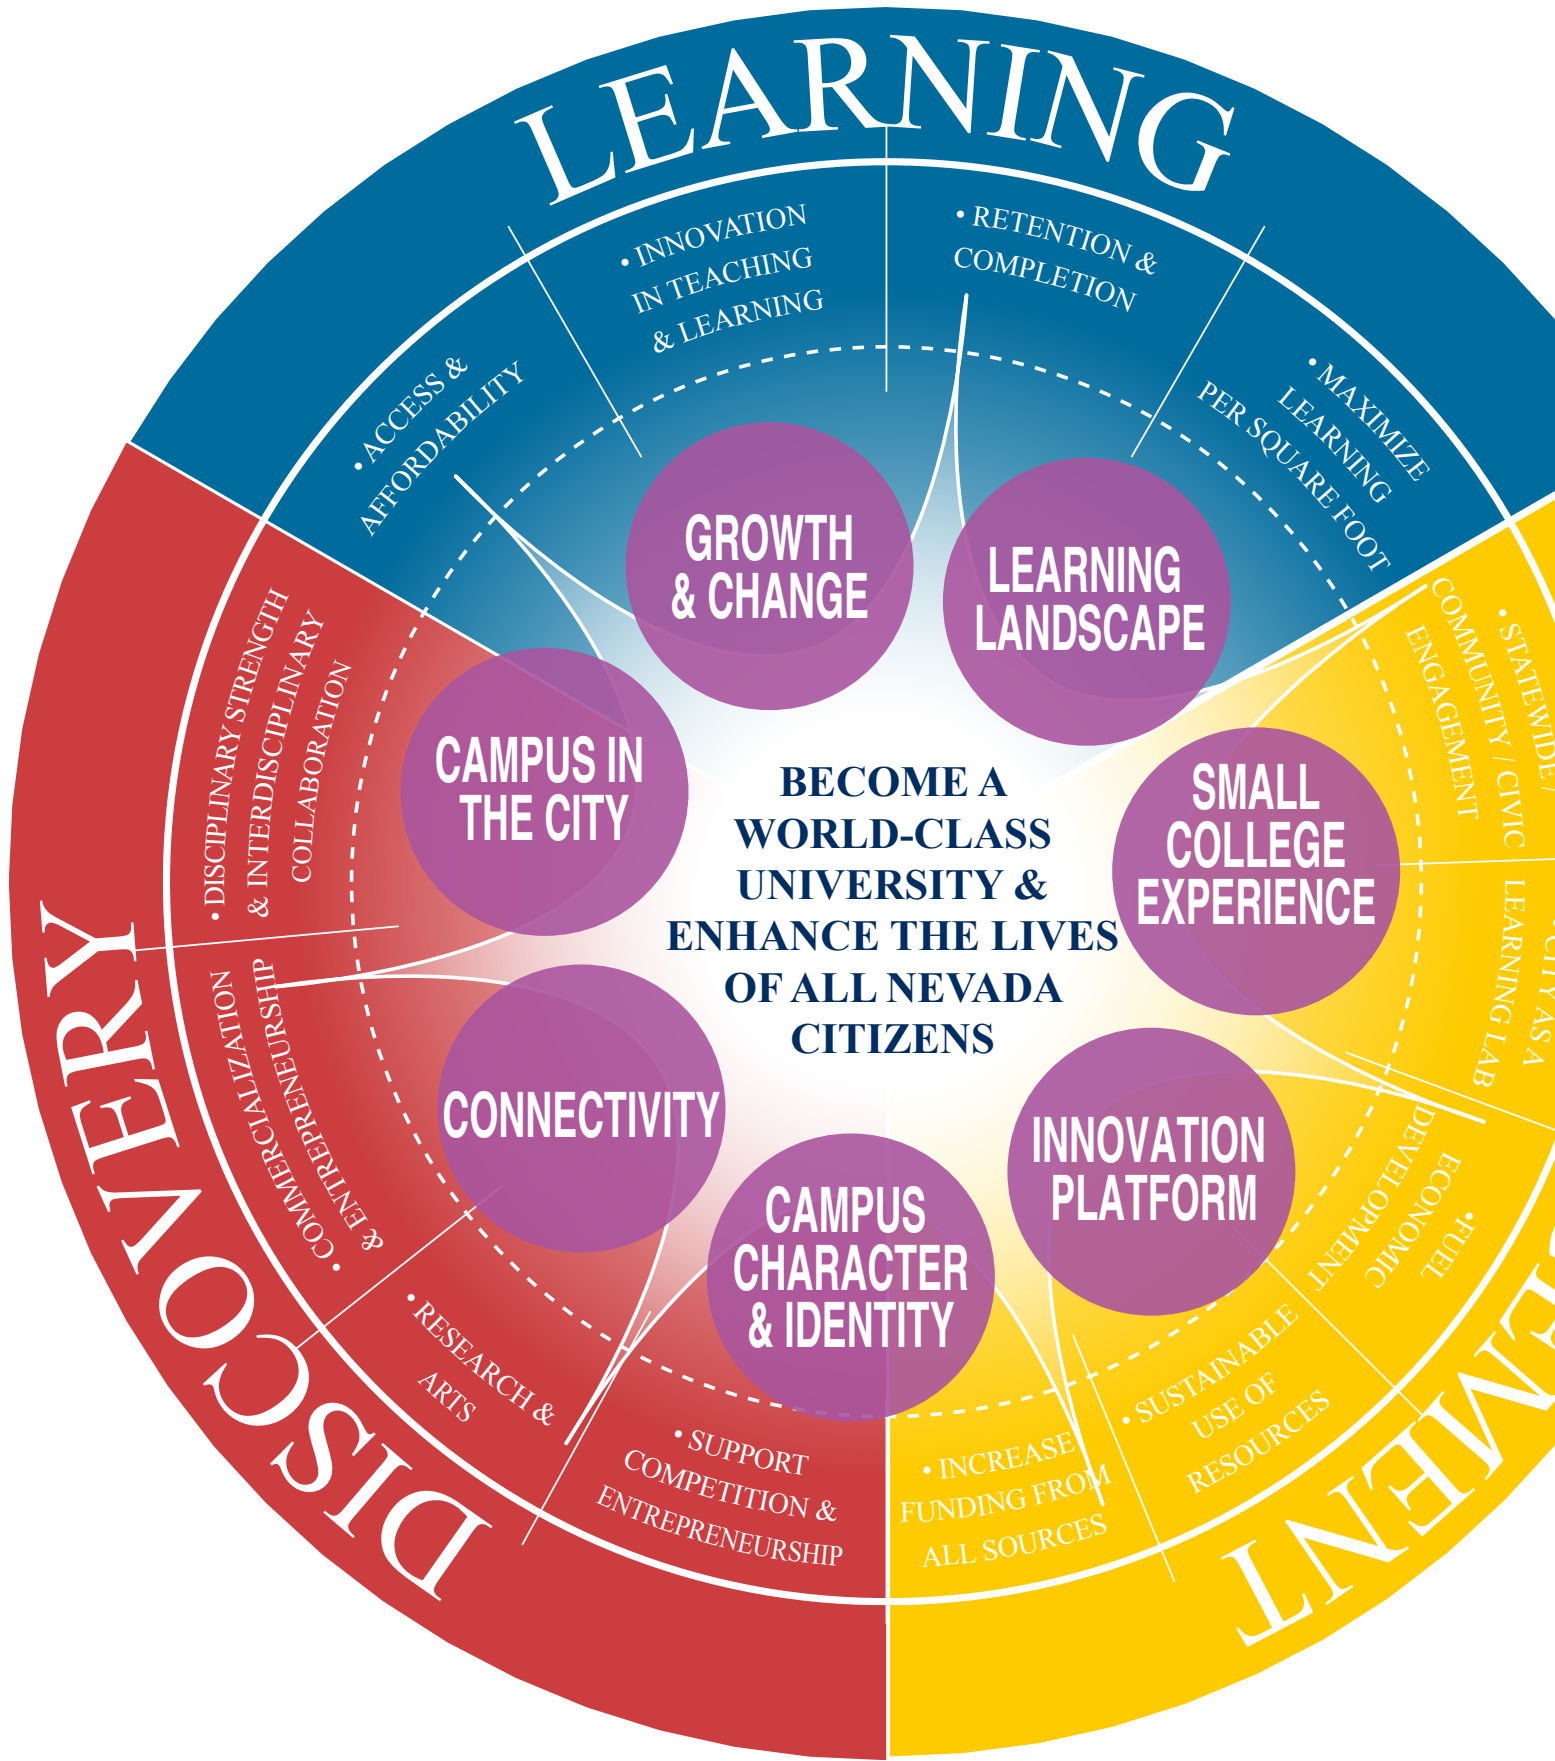 LEARNING
• INNOVATION
IN TEACHING
& LEARNING
• RETENTION &
COMPLETION
• ACCESS &
AFFORDABILITY
• MAXIMIZE
LEARNING
PER SQUARE FOOT
GROWTH
& CHANGE
LEARNING
LANDSCAPE
• DISCIPLINARY STRENGTH
& INTERDISCIPLINARY
COLLABORATION
• STATEWIDE /
COMMUNITY / CIVIC
ENGAGEMENT
CAMPUS IN
THE CITY
BECOME A
WORLD-CLASS
UNIVERSITY &
ENHANCE THE LIVES
OF ALL NEVADA
CITIZENS
SMALL
COLLEGE
EXPERIENCE
• CITY AS A
LEARNING LAB
DISCOVERY
• COMMERCIALIZATION
& ENTREPRENEURSHIP
CONNECTIVITY
INNOVATION
PLATFORM
• FUEL
ECONOMIC
DEVELOPMENT
CAMPUS
CHARACTER
& IDENTITY
• RESEARCH &
ARTS
• SUPPORT
COMPETITION &
ENTREPRENEURSHIP
• INCREASE
FUNDING FROM
ALL SOURCES
• SUSTAINABLE
USE OF
RESOURCES
EMENT